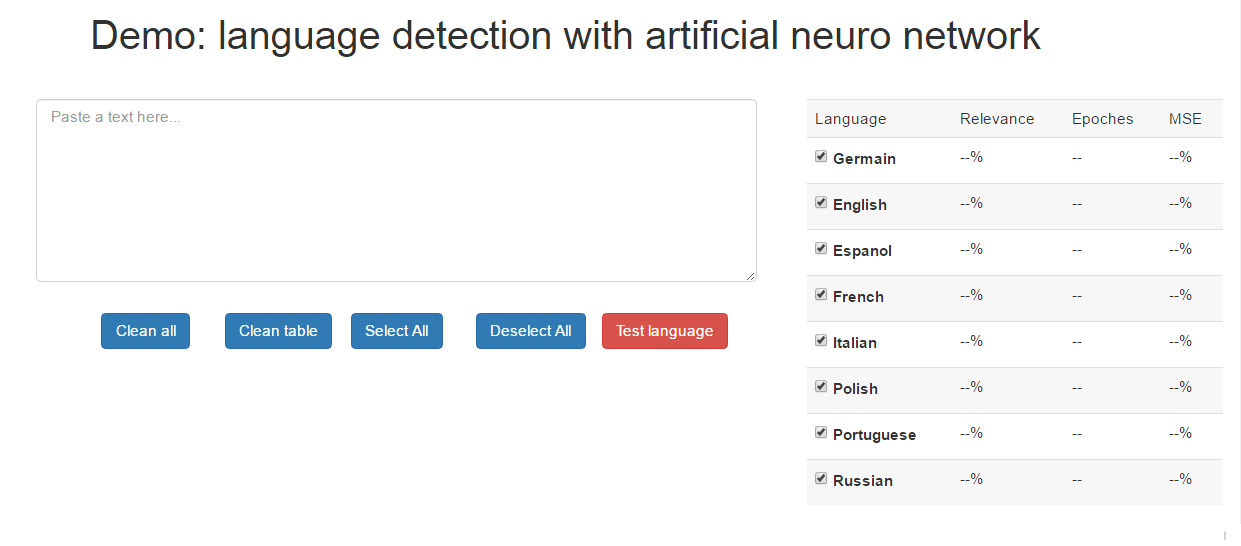 Demo: language detection with artificial neuro network
Paste a text here...
Clean all Clean table Select All Deselect All Test language
Language Relevance Epoches MSE
Germain --% -- --%
English --% -- --%
Espanol --% -- --%
French --% -- --%
Italian --% -- --%
Polish --% -- --%
Portuguese --% -- --%
Russian --% -- --%